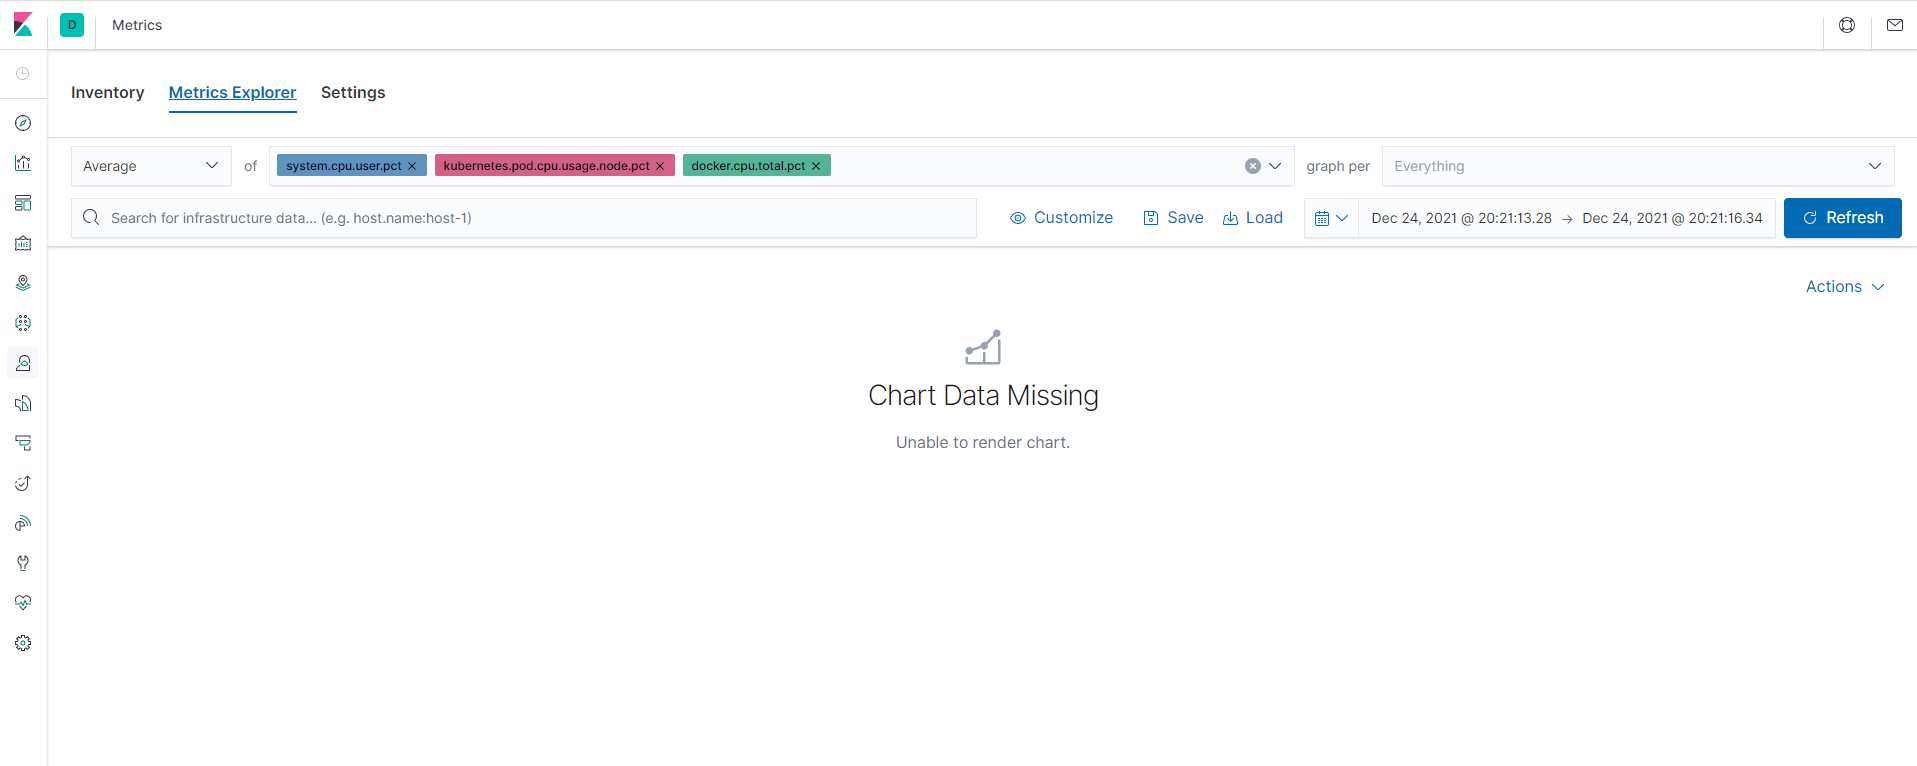 D Metrics
Inventory Metrics Explorer Settings
Average of system.cpu.user.pct kubernetes.pod.cpu.usage.node.pct docker.cpu.total.pct graph per Everything
Search for infrastructure data... (e.g. host.name:host-1) Customize Save Load Dec 24, 2021 @ 20:21:13.28 → Dec 24, 2021 @ 20:21:16.34 Refresh
Actions
Chart Data Missing
Unable to render chart.